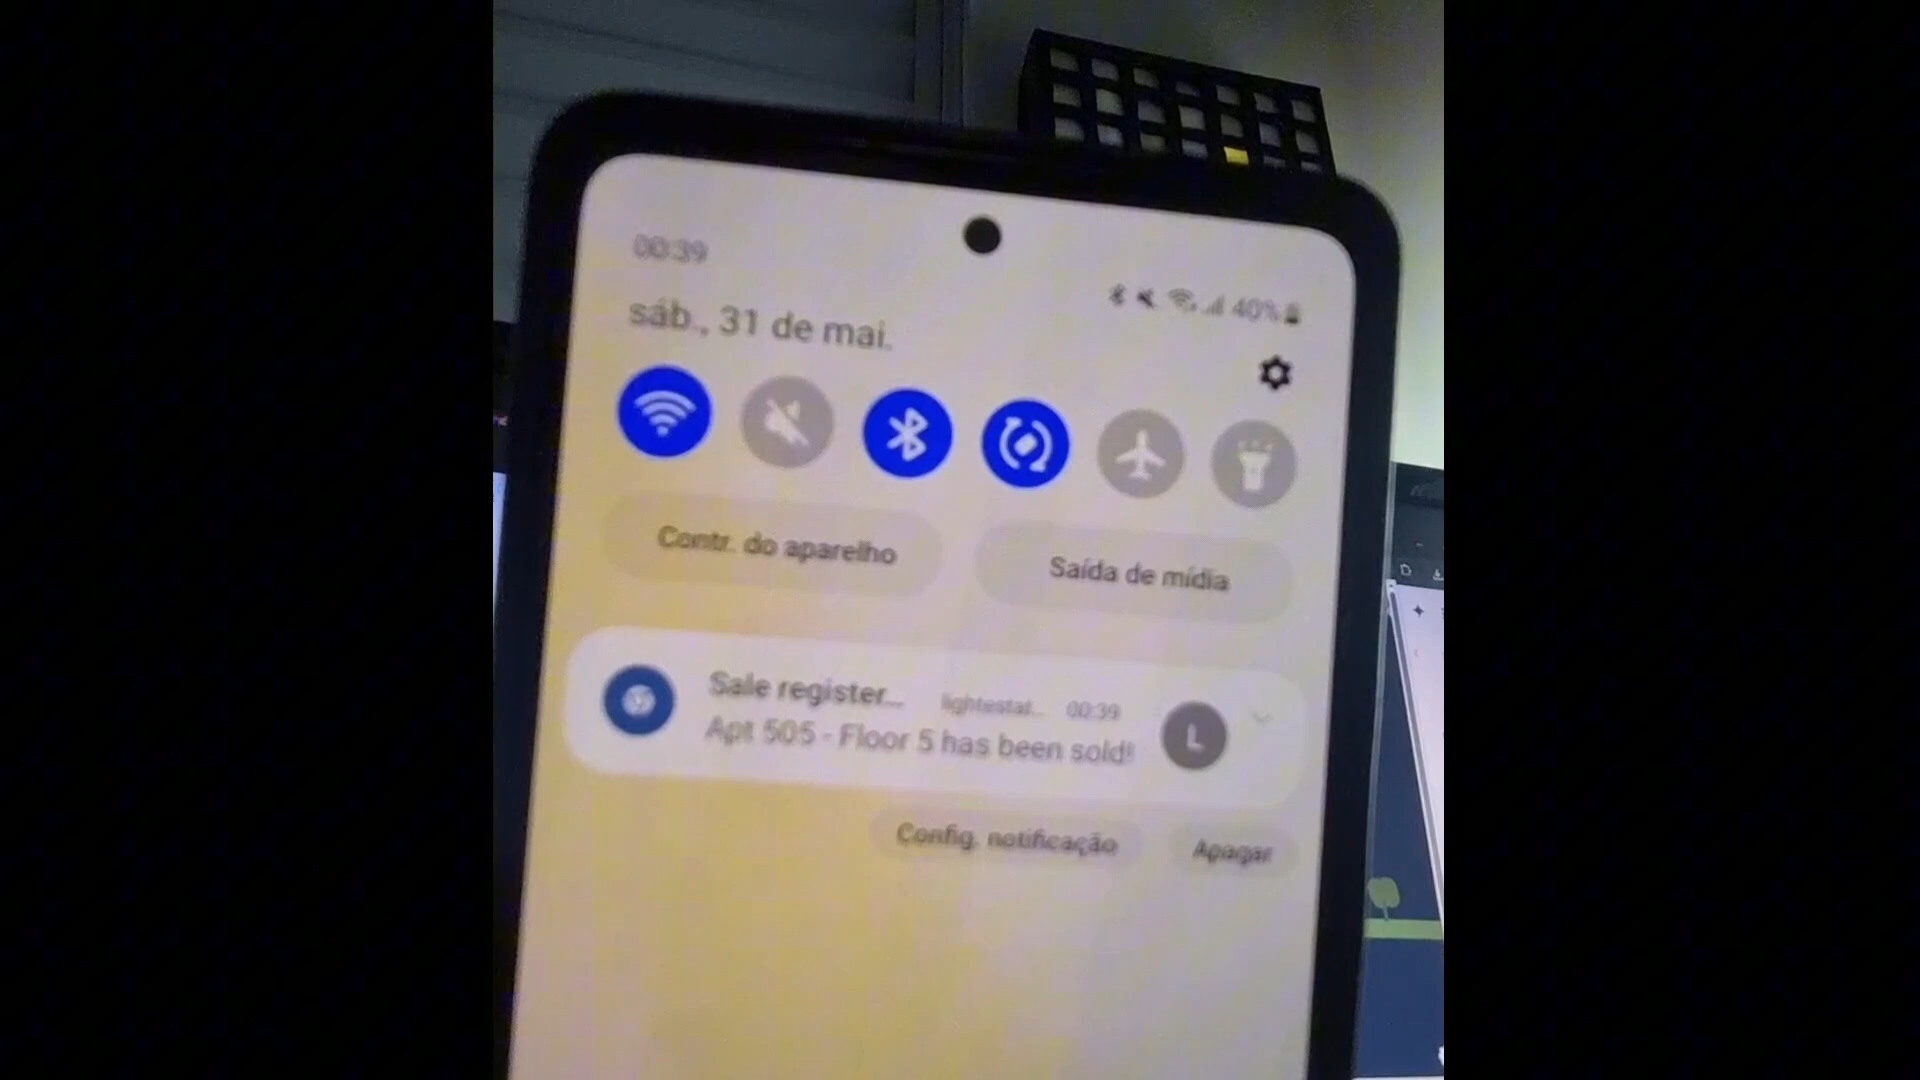 00:39
40%
sáb., 31 de mai.
Contr. do aparelho
Saída de mídia
Sale register... lightestat... 00:39
Apt 505 - Floor 5 has been sold!
L
Config. notificação
Apagar